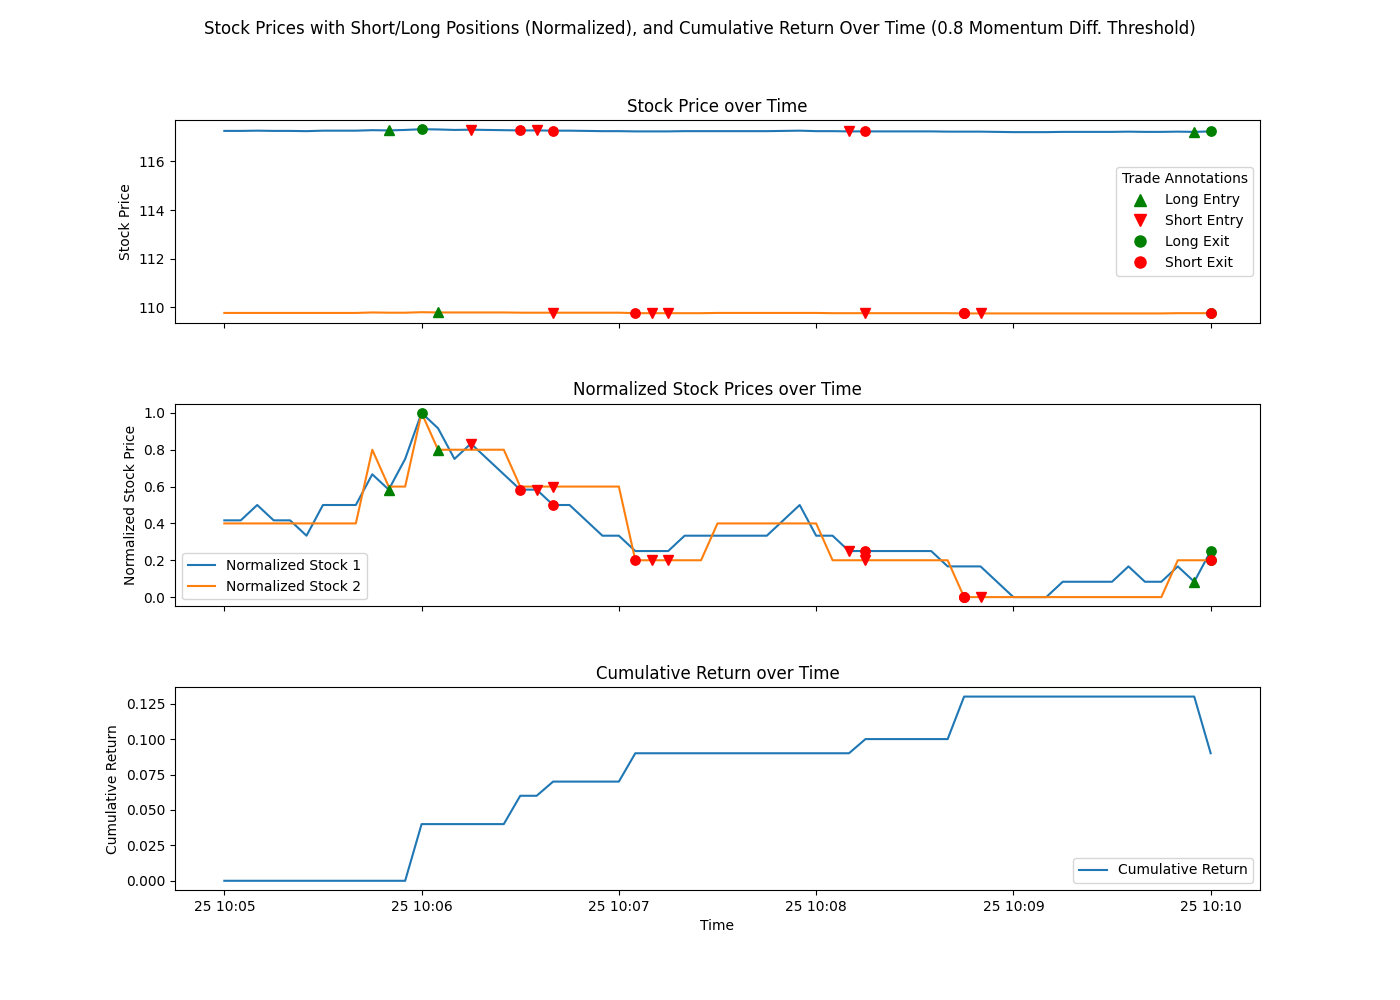 Stock Prices with Short/Long Positions (Normalized), and Cumulative Return Over Time (0.8 Momentum Diff. Threshold)
Stock Price over Time
Stock Price
116
114
112
110
Trade Annotations
Long Entry
Short Entry
Long Exit
Short Exit
Normalized Stock Prices over Time
Normalized Stock Price
1.0
0.8
0.6
0.4
0.2
0.0
Normalized Stock 1
Normalized Stock 2
Cumulative Return over Time
Cumulative Return
0.125
0.100
0.075
0.050
0.025
0.000
Cumulative Return
25 10:05 25 10:06 25 10:07 25 10:08 25 10:09 25 10:10
Time